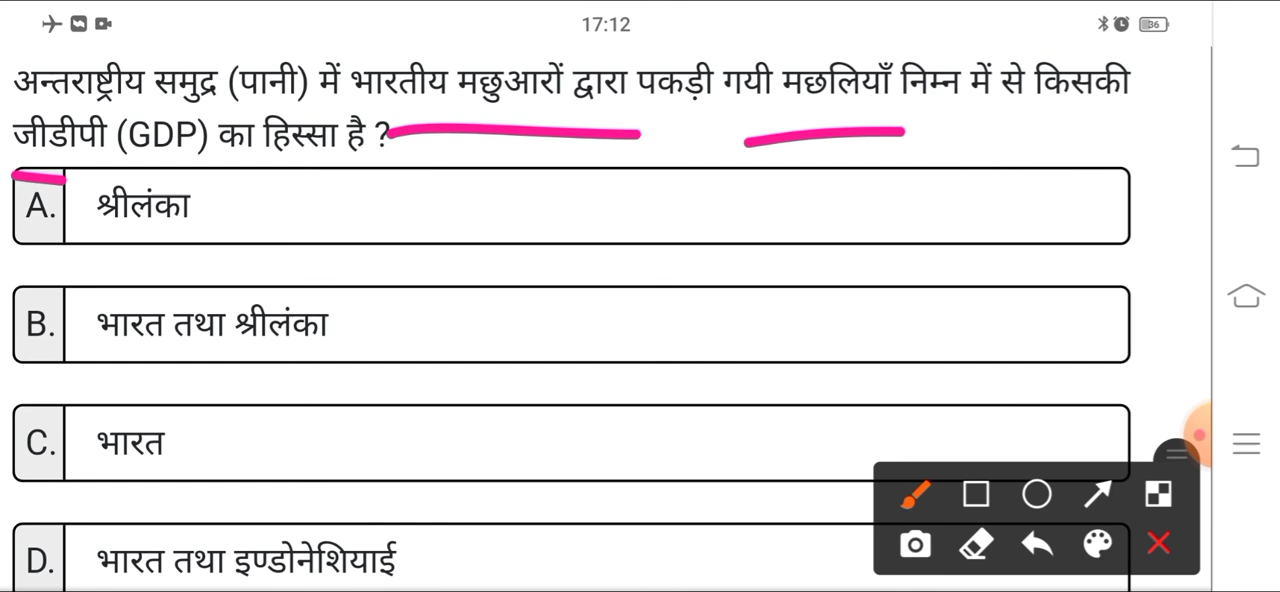 17:12
36
अन्तराष्ट्रीय समुद्र (पानी) में भारतीय मछुआरों द्वारा पकड़ी गयी मछलियाँ निम्न में से किसकी
जीडीपी (GDP) का हिस्सा है ?
A. श्रीलंका
B. भारत तथा श्रीलंका
C. भारत
D. भारत तथा इण्डोनेशियाई